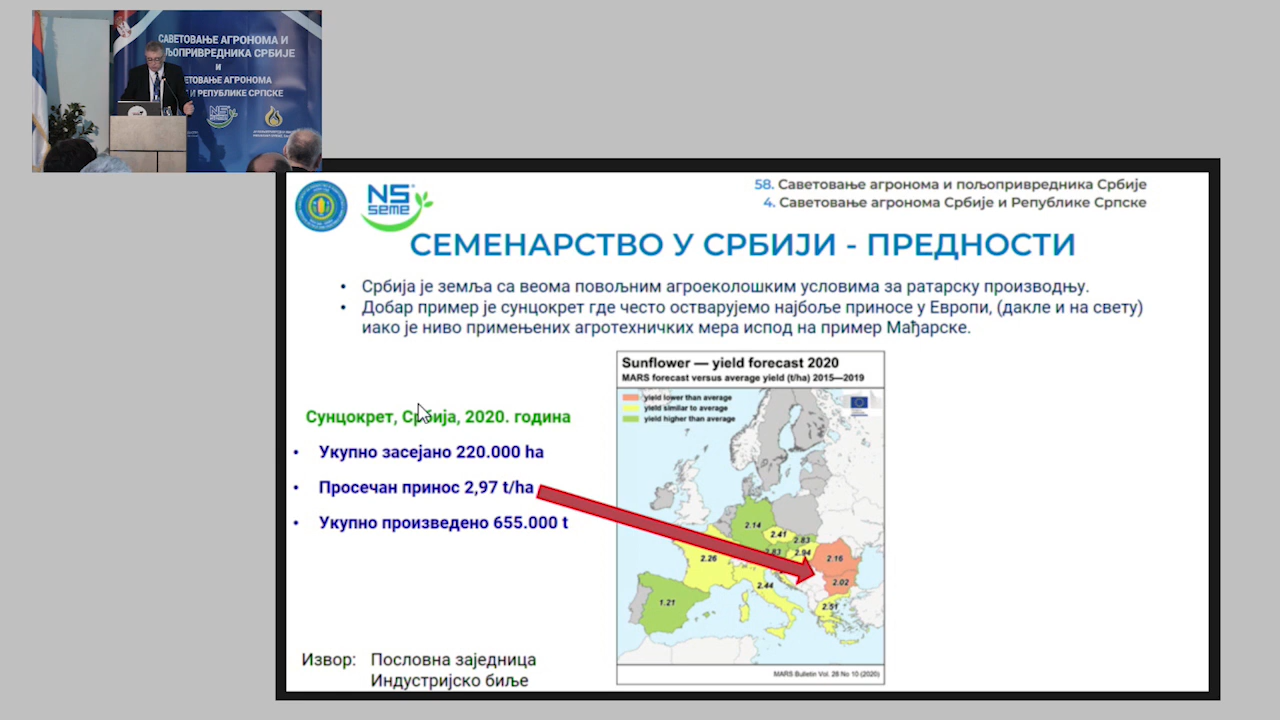 САВЕТОВАЊЕ АГРОНОМА И
ЉОПРИВРЕДНИКА СРБИЈЕ
и
ЕТОВАЊЕ АГРОНОМА
И РЕПУБЛИКЕ СРПСКЕ
NS
NS
seme
58. Саветовање агронома и пољопривредника Србије
4. Саветовање агронома Србије и Републике Српске
СЕМЕНАРСТВО У СРБИЈИ - ПРЕДНОСТИ
• Србија је земља са веома повољним агроеколошким условима за ратарску производњу.
• Добар пример је сунцокрет где често остварујемо најбоље приносе у Европи, (дакле и на свету)
иако је ниво примењених агротехничких мера испод на пример Мађарске.
Сунцокрет, Србија, 2020. година
• Укупно засејано 220.000 ha
• Просечан принос 2,97 t/ha
• Укупно произведено 655.000 t
Извор: Пословна заједница
Индустријско биље
Sunflower — yield forecast 2020
MARS forecast versus average yield (t/ha) 2015—2019
yield lower than average
yield similar to average
yield higher than average
2.14
2.41
2.83
2.83
2.94
2.16
2.26
2.02
2.44
2.51
1.21
MARS Bulletin Vol. 28 No 10 (2020)